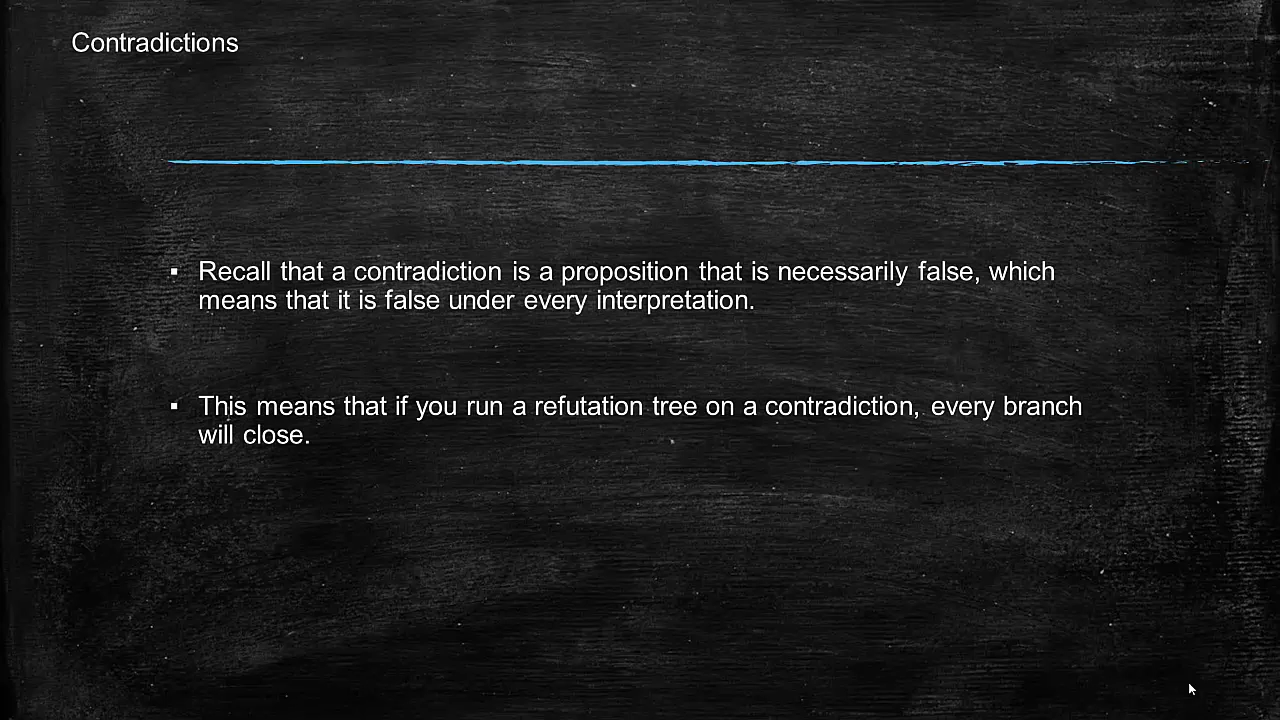 Contradictions
▪ Recall that a contradiction is a proposition that is necessarily false, which
means that it is false under every interpretation.
▪ This means that if you run a refutation tree on a contradiction, every branch
will close.